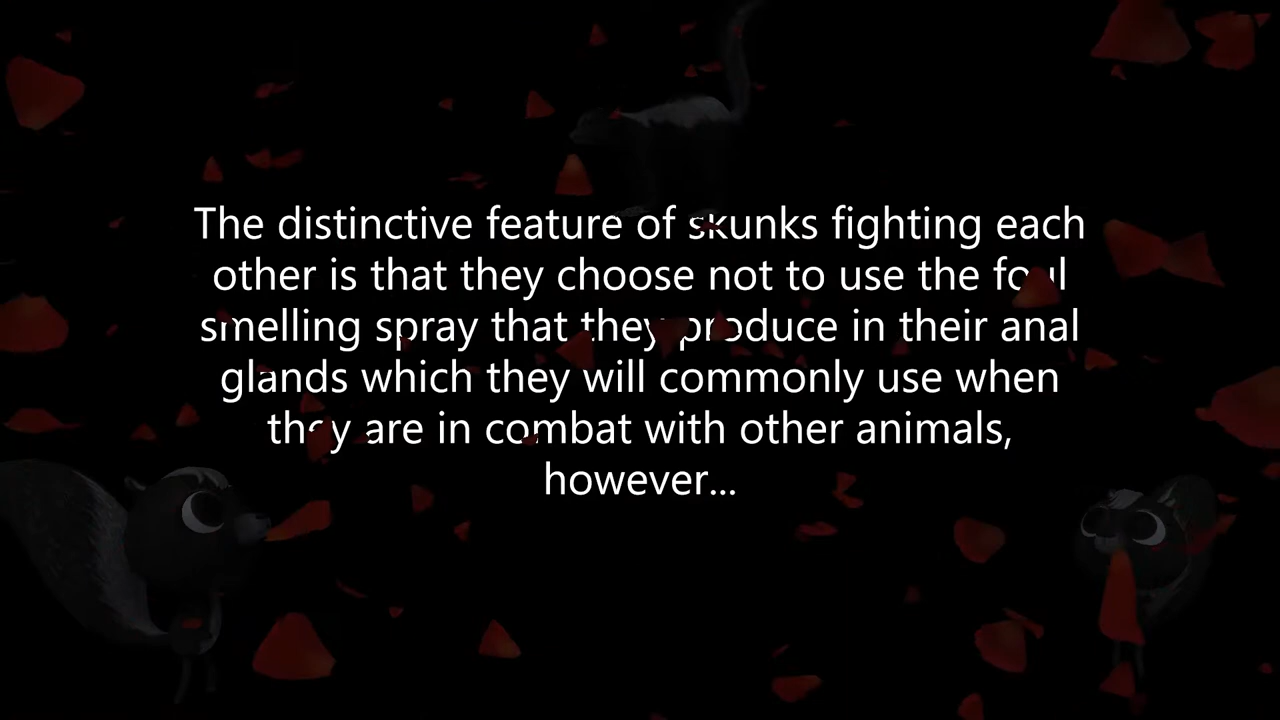 The distinctive feature of skunks fighting each
other is that they choose not to use the foul
smelling spray that they produce in their anal
glands which they will commonly use when
they are in combat with other animals,
however...